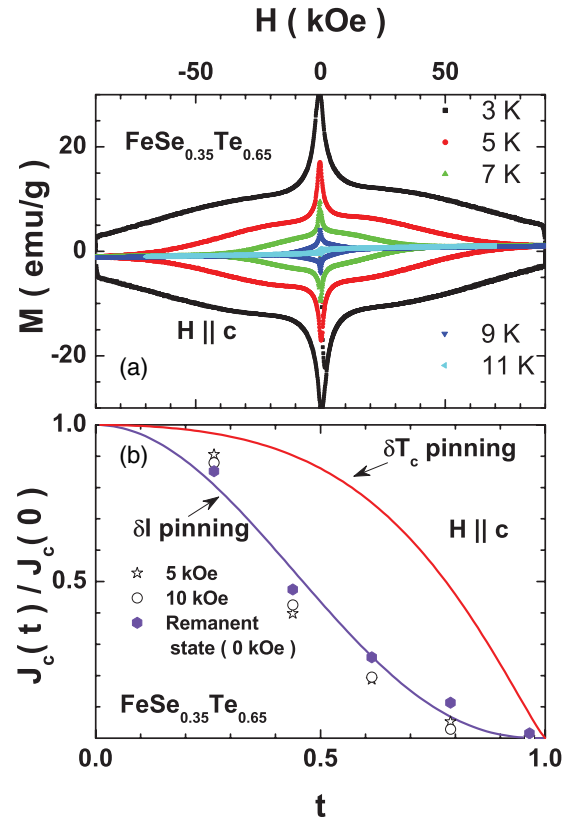 H ( kOe)
-50 0 50
FeSe0.35Te0.65
3 K
5 K
7 K
20
0
-20
M ( emu/g )
H || c
9 K
11 K
(a)
1.0
(b)
δTc pinning
δl pinning
H || c
5 kOe
10 kOe
Remanent
state ( 0 kOe )
0.5
Jc( t ) / Jc( 0 )
FeSe0.35Te0.65
0.0 0.5 1.0
t